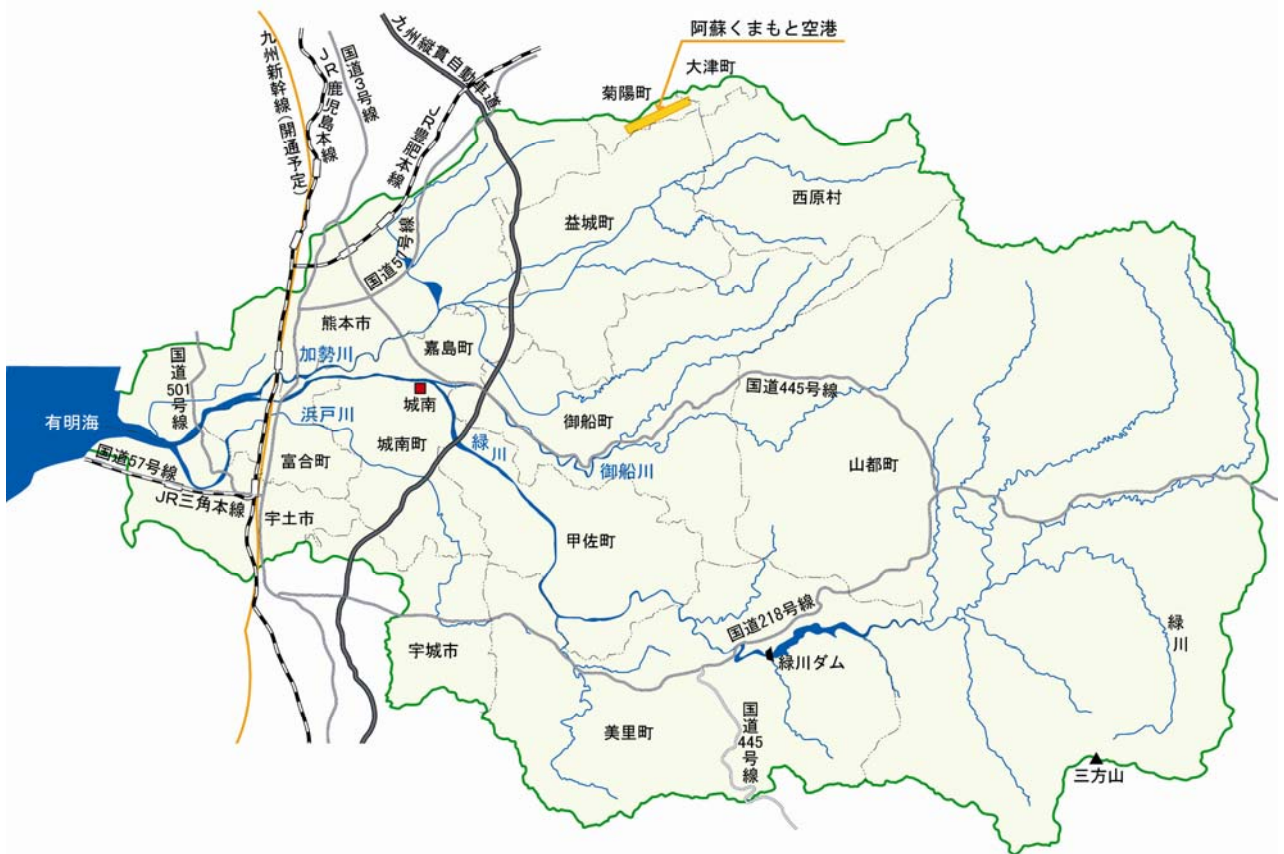 阿蘇くまもと空港
九州縦貫自動車道
九州新幹線(開通予定)
JR鹿児島本線
国道3号線
JR豊肥本線
大津町
菊陽町
西原村
益城町
国道57号線
熊本市
加勢川
嘉島町
国道
501
号線
城南
国道445号線
有明海
浜戸川
城南町
緑川
御船町
御船川
山都町
富合町
国道57号線
JR三角本線
宇土市
甲佐町
国道218号線
緑川
宇城市
緑川ダム
美里町
国道
445
号線
三方山